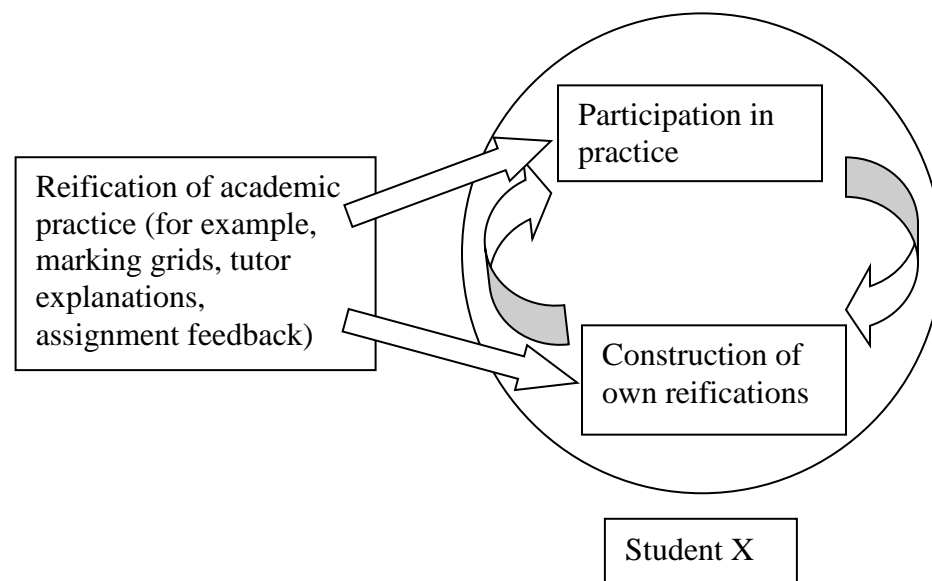 Participation in
practice
Reification of academic
practice (for example,
marking grids, tutor
explanations,
assignment feedback)
Construction of
own reifications
Student X